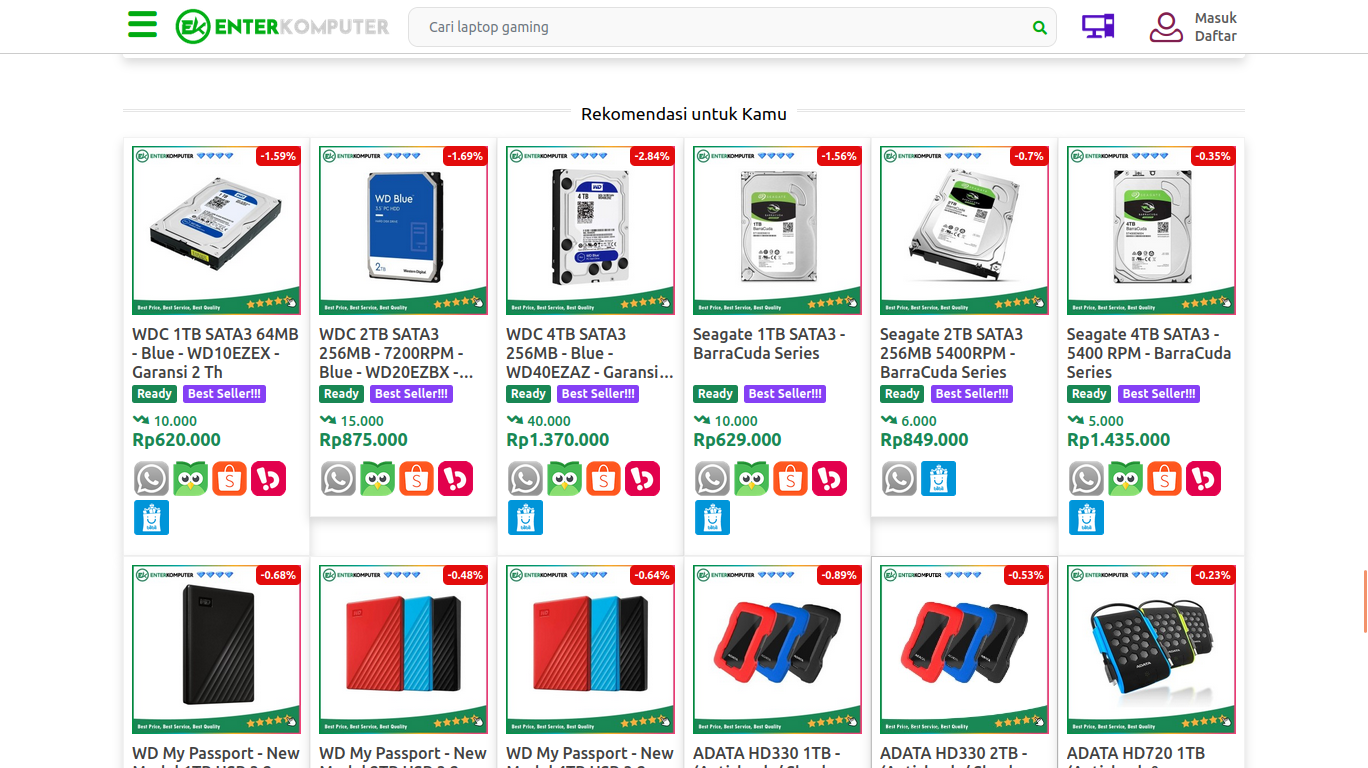 ENTERKOMPUTER
Cari laptop gaming
Masuk
Daftar
Rekomendasi untuk Kamu
ENTERKOMPUTER
-1.59%
Best Price, Best Service, Best Quality
WDC 1TB SATA3 64MB
- Blue - WD10EZEX -
Garansi 2 Th
Ready Best Seller!!!
10.000
Rp620.000
ENTERKOMPUTER
-1.69%
WD Blue
2TB
Western Digital
Best Price, Best Service, Best Quality
WDC 2TB SATA3
256MB - 7200RPM -
Blue - WD20EZBX -...
Ready Best Seller!!!
15.000
Rp875.000
ENTERKOMPUTER
-2.84%
WD
4 TB
Best Price, Best Service, Best Quality
WDC 4TB SATA3
256MB - Blue -
WD40EZAZ - Garansi...
Ready Best Seller!!!
40.000
Rp1.370.000
ENTERKOMPUTER
-1.56%
1TB
BarraCuda
Best Price, Best Service, Best Quality
Seagate 1TB SATA3 -
BarraCuda Series
Ready Best Seller!!!
10.000
Rp629.000
ENTERKOMPUTER
-0.7%
Best Price, Best Service, Best Quality
Seagate 2TB SATA3
256MB 5400RPM -
BarraCuda Series
Ready Best Seller!!!
6.000
Rp849.000
ENTERKOMPUTER
-0.35%
4TB
BarraCuda
Best Price, Best Service, Best Quality
Seagate 4TB SATA3 -
5400 RPM - BarraCuda
Series
Ready Best Seller!!!
5.000
Rp1.435.000
ENTERKOMPUTER
-0.68%
Best Price, Best Service, Best Quality
WD My Passport - New
ENTERKOMPUTER
-0.48%
Best Price, Best Service, Best Quality
WD My Passport - New
ENTERKOMPUTER
-0.64%
Best Price, Best Service, Best Quality
WD My Passport - New
ENTERKOMPUTER
-0.89%
Best Price, Best Service, Best Quality
ADATA HD330 1TB -
ENTERKOMPUTER
-0.53%
Best Price, Best Service, Best Quality
ADATA HD330 2TB -
ENTERKOMPUTER
-0.23%
ADATA
Best Price, Best Service, Best Quality
ADATA HD720 1TB